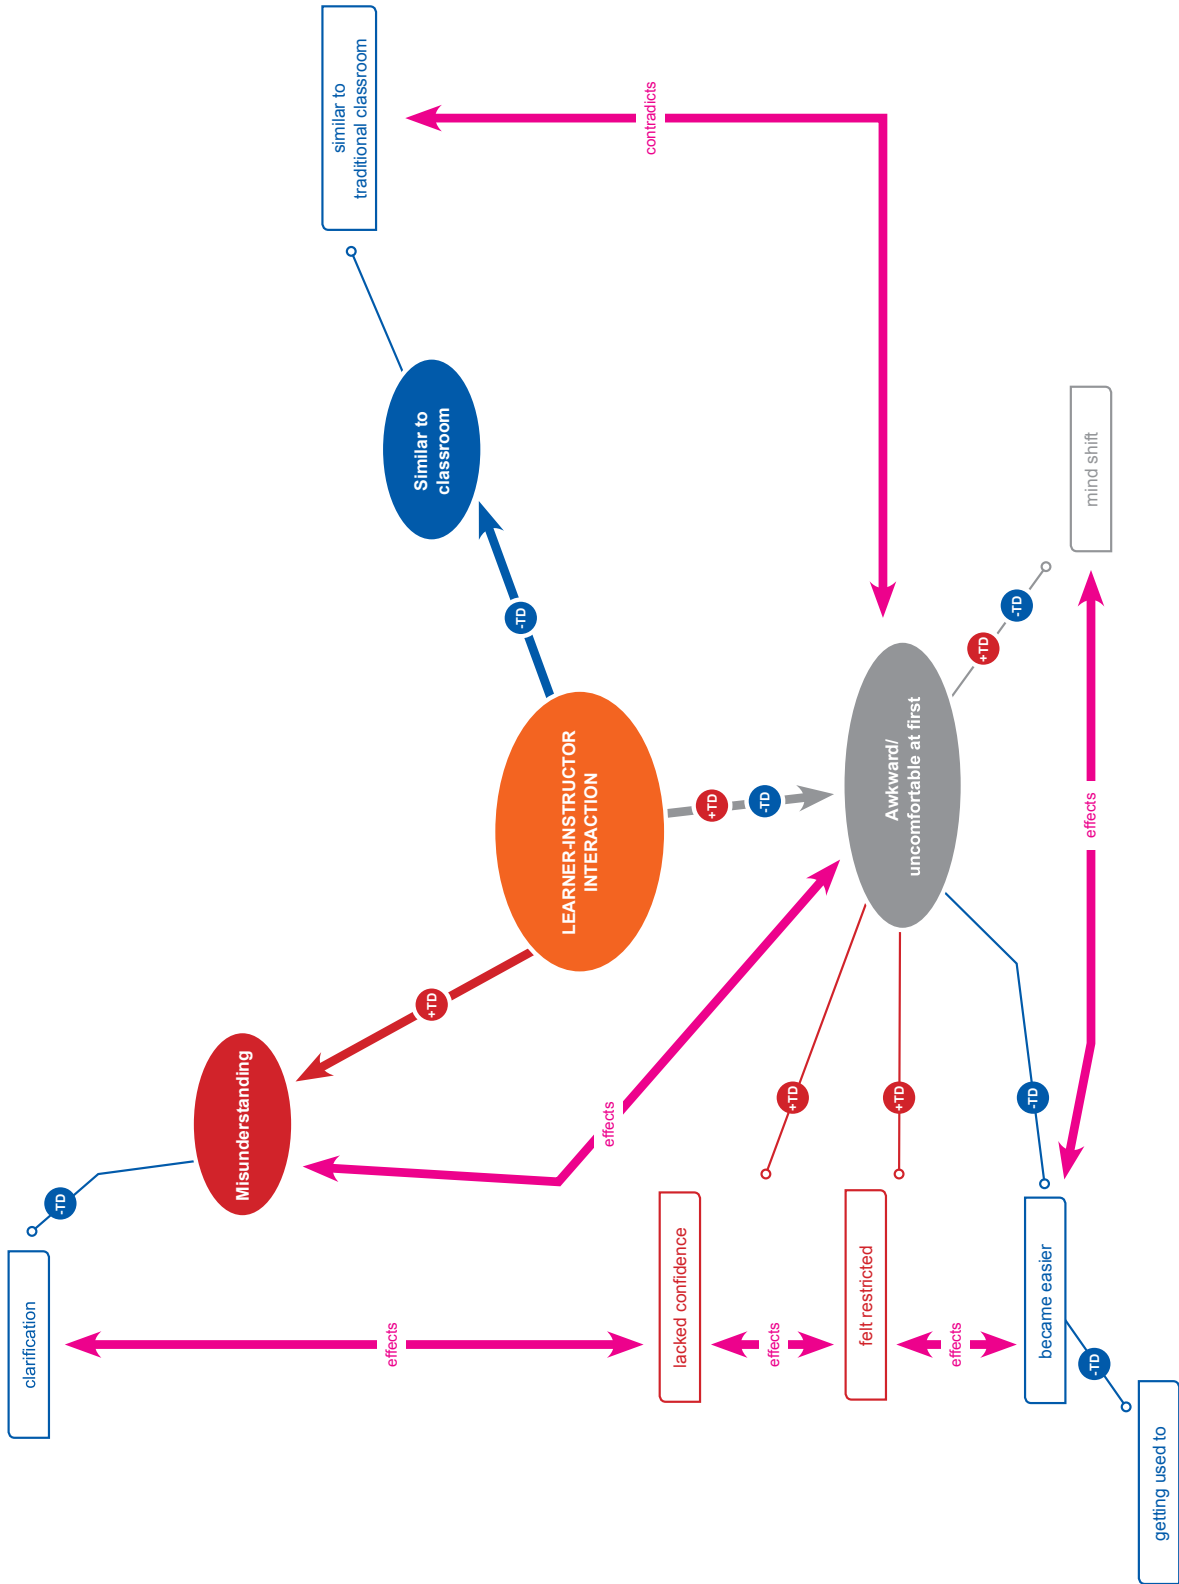 clarification
-TD
Misunderstanding
similar to
traditional classroom
effects
+TD
Similar to
classroom
-TD
LEARNER-INSTRUCTOR
INTERACTION
effects
contradicts
lacked confidence
+TD
-TD
effects
+TD
felt restricted
+TD
Awkward/
uncomfortable at first
effects
+TD
-TD
became easier
-TD
effects
mind shift
-TD
getting used to